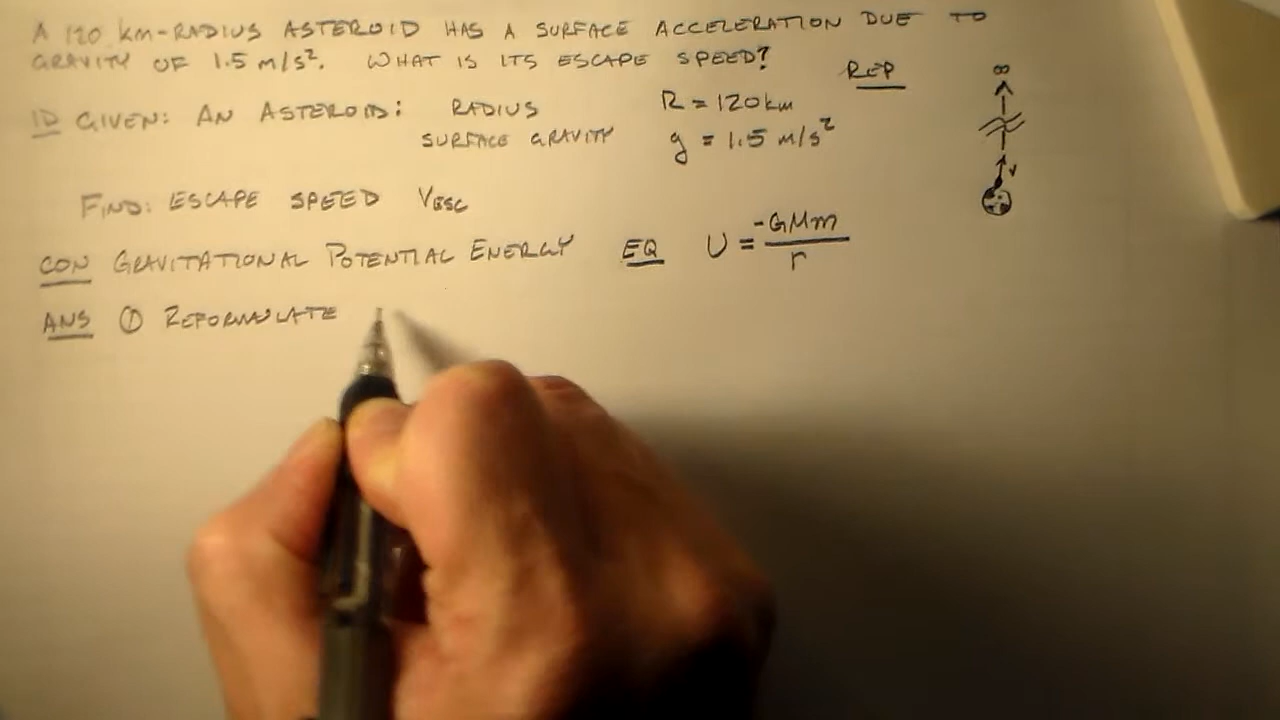 A 120 km-RADIUS ASTEROID HAS A SURFACE ACCELERATION DUE TO
GRAVITY OF 1.5 m/s². WHAT IS ITS ESCAPE SPEED?
REP
∞
v
ID GIVEN: AN ASTEROID: RADIUS R = 120 km
SURFACE GRAVITY g = 1.5 m/s²
FIND: ESCAPE SPEED Vesc
CON GRAVITATIONAL POTENTIAL ENERGY EQ U = -GMm/r
ANS ① REFORMULATE